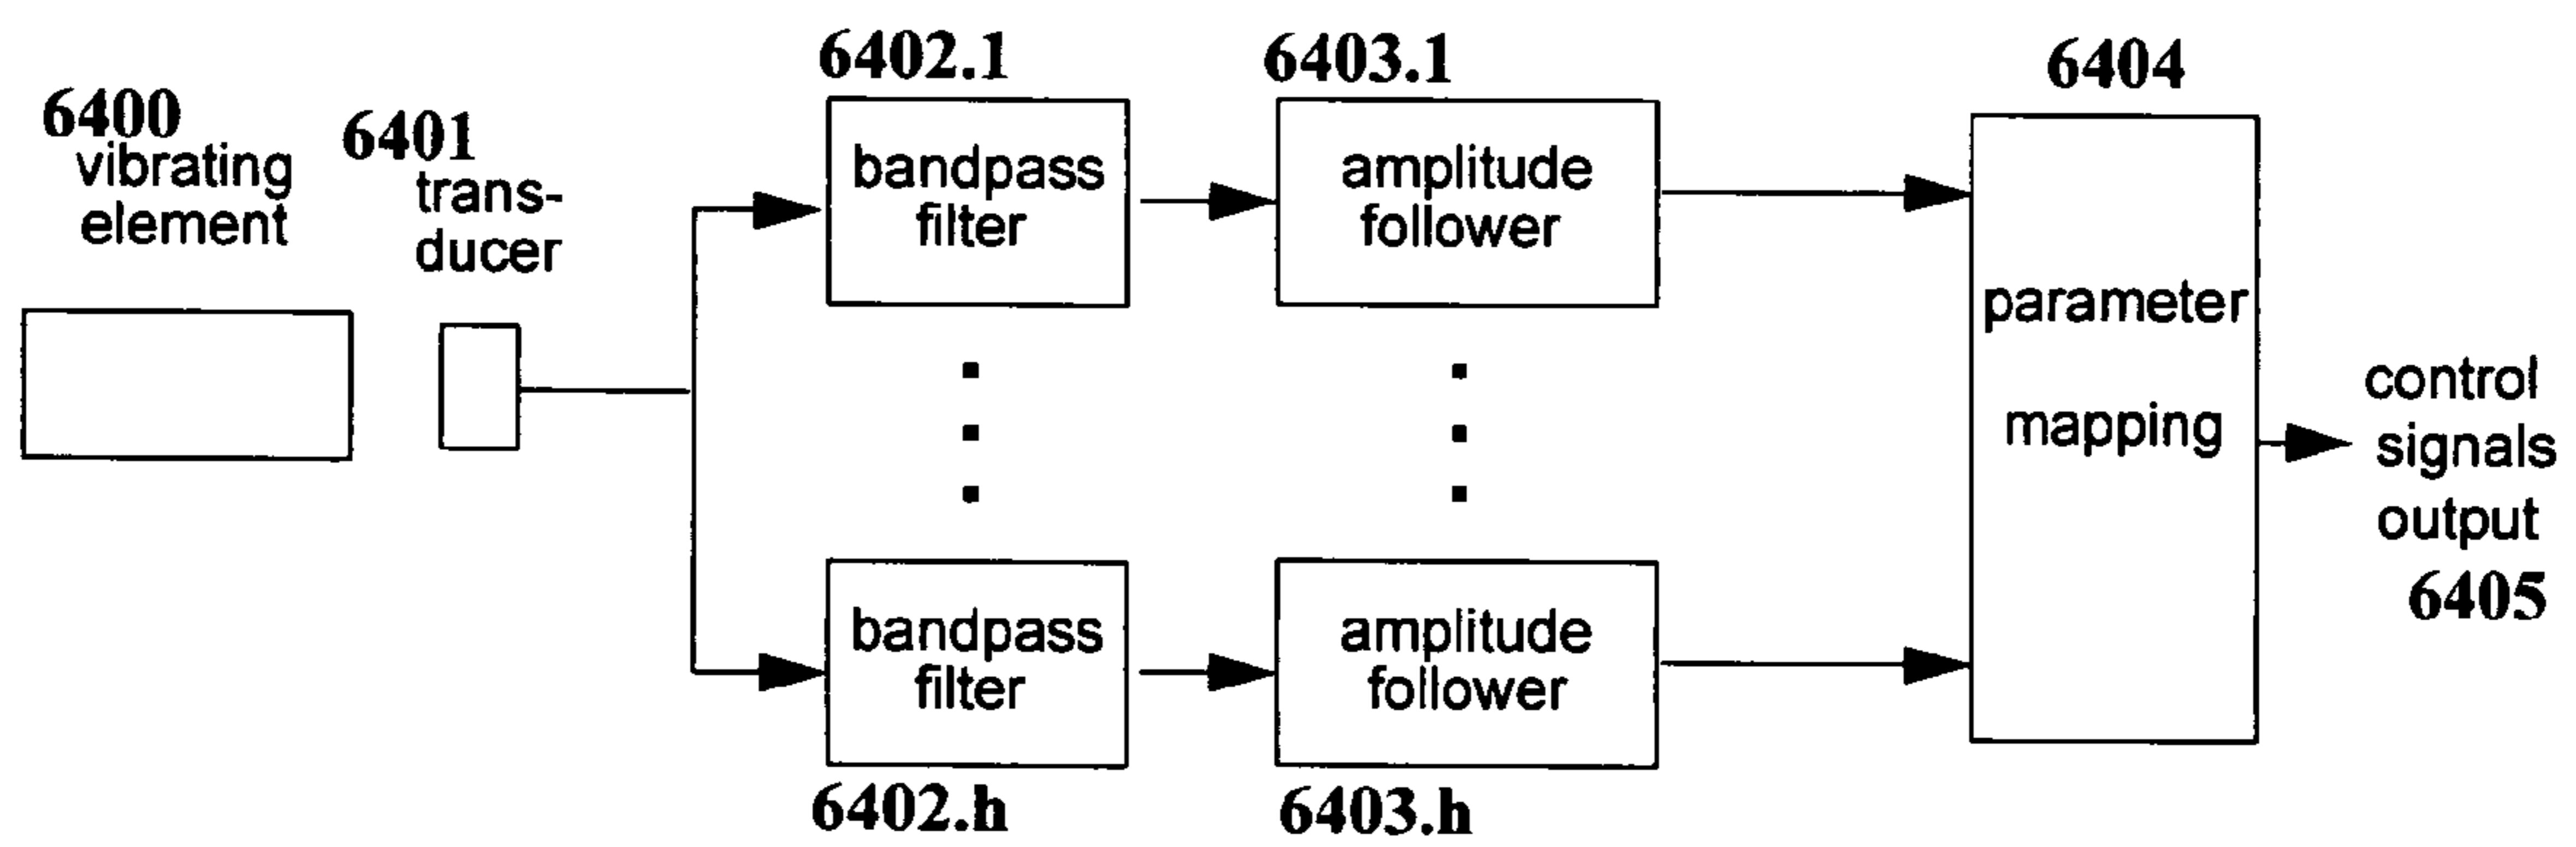 6400
vibrating
element
6401
trans-
ducer
6402.1
bandpass
filter
6403.1
amplitude
follower
6404
parameter
mapping
control
signals
output
6405
bandpass
filter
6402.h
amplitude
follower
6403.h